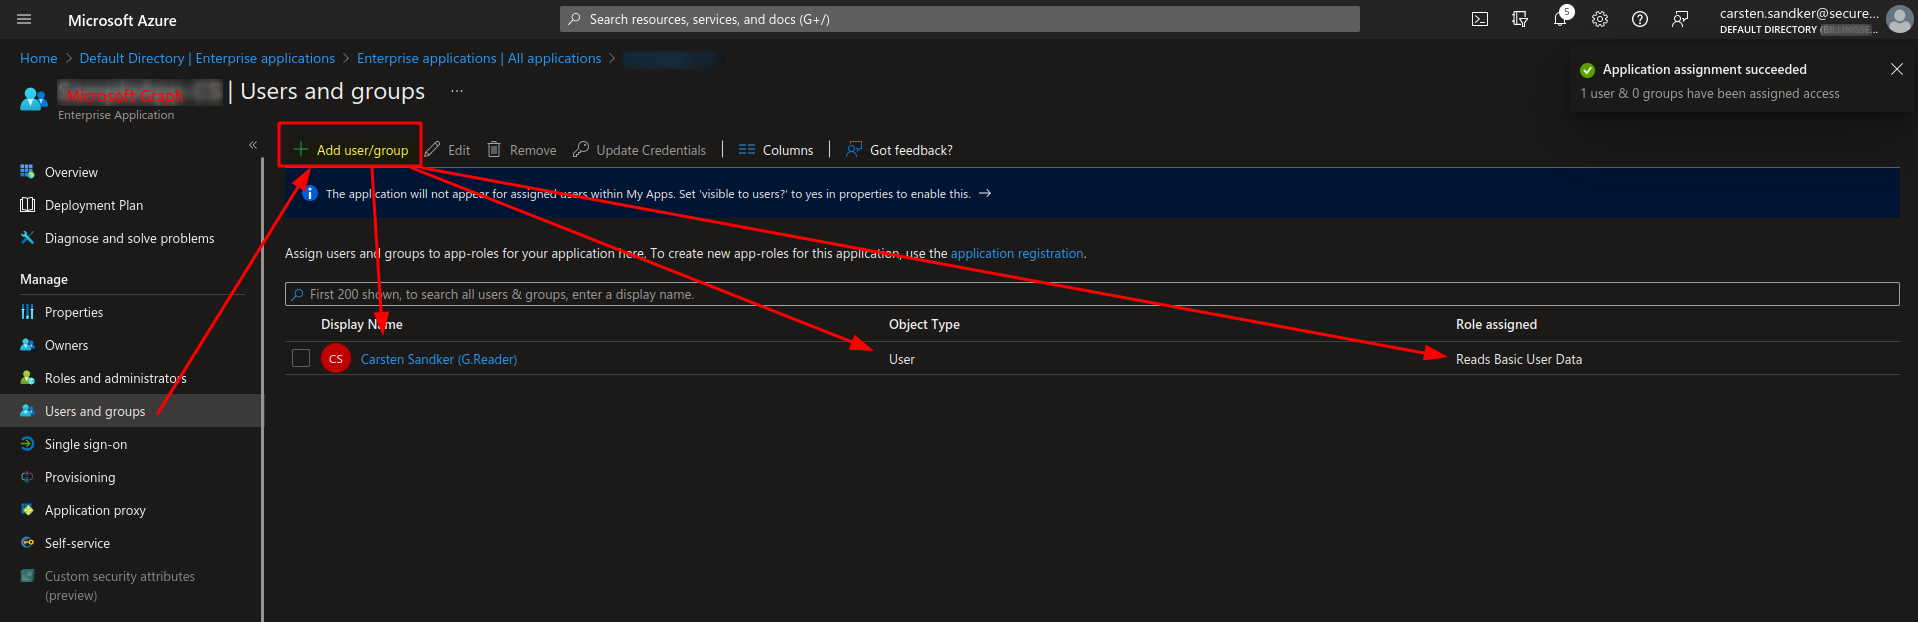 Microsoft Azure
Search resources, services, and docs (G+/)
5
carsten.sandker@secure...
DEFAULT DIRECTORY (
Home > Default Directory | Enterprise applications > Enterprise applications | All applications >
Microsoft Graph | Users and groups ...
Enterprise Application
Application assignment succeeded
1 user & 0 groups have been assigned access
«
Add user/group Edit Remove Update Credentials | Columns | Got feedback?
The application will not appear for assigned users within My Apps. Set 'visible to users?' to yes in properties to enable this. →
Assign users and groups to app-roles for your application here. To create new app-roles for this application, use the application registration.
First 200 shown, to search all users & groups, enter a display name.
Display Name Object Type Role assigned
CS Carsten Sandker (G.Reader) User Reads Basic User Data
Overview
Deployment Plan
Diagnose and solve problems
Manage
Properties
Owners
Roles and administrators
Users and groups
Single sign-on
Provisioning
Application proxy
Self-service
Custom security attributes
(preview)